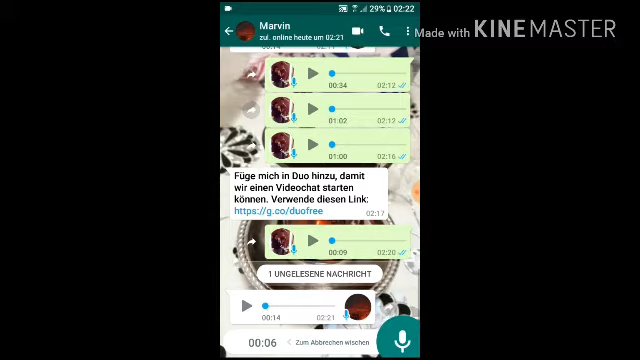 29% 02:22
Marvin
zul. online heute um 02:21
Made with KINEMASTER
00:34 02:12
01:02 02:12
01:00 02:16
Füge mich in Duo hinzu, damit
wir einen Videochat starten
können. Verwende diesen Link:
https://g.co/duofree
02:17
00:09 02:20
1 UNGELESENE NACHRICHT
00:14 02:21
00:06 < Zum Abbrechen wischen